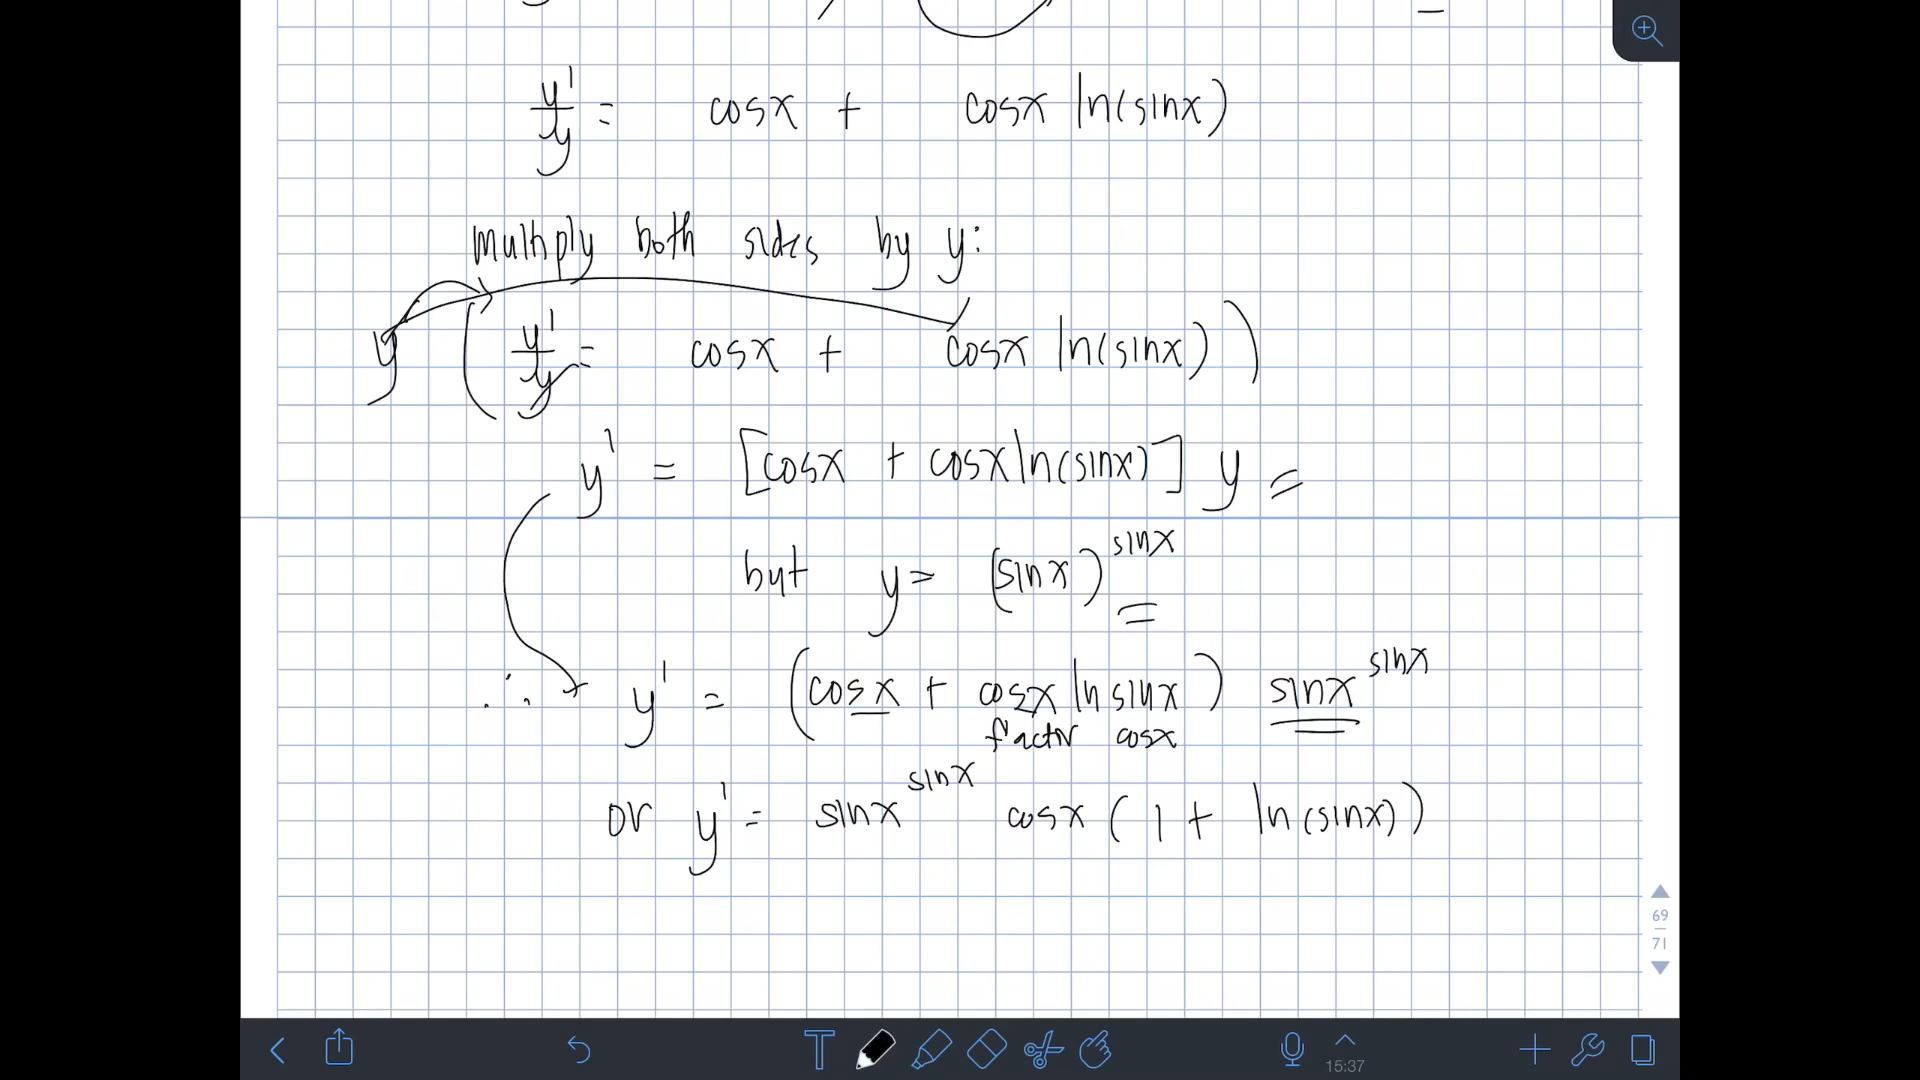 y'/y = cosx + cosx ln(sinx)
multiply both sides by y:
y ( y'/y = cosx + cosx ln(sinx) )
y' = [cosx + cosx ln(sinx)] y =
but y = (sinx)^sinx
∴ y' = (cosx + cosx ln sinx) sinx^sinx
factor cosx
or y' = sinx^sinx cosx (1 + ln(sinx))
69
71
T
15:37